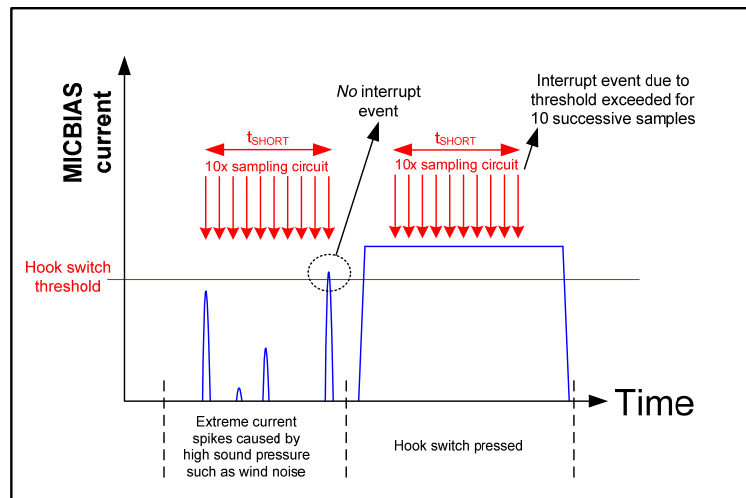 MICBIAS
current
No interrupt
event
Interrupt event due to
threshold exceeded for
10 successive samples
tSHORT
10x sampling circuit
tSHORT
10x sampling circuit
Hook switch
threshold
Time
Extreme current
spikes caused by
high sound pressure
such as wind noise
Hook switch pressed